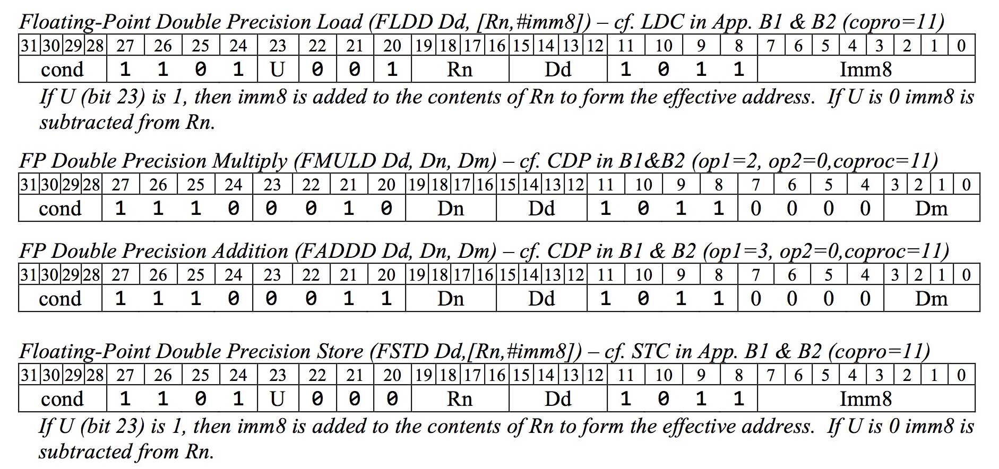 Floating-Point Double Precision Load (FLDD Dd, [Rn,#imm8]) – cf. LDC in App. B1 & B2 (copro=11)
31 30 29 28 27 26 25 24 23 22 21 20 19 18 17 16 15 14 13 12 11 10 9 8 7 6 5 4 3 2 1 0
cond 1 1 0 1 U 0 0 1 Rn Dd 1 0 1 1 Imm8
If U (bit 23) is 1, then imm8 is added to the contents of Rn to form the effective address. If U is 0 imm8 is
subtracted from Rn.
FP Double Precision Multiply (FMULD Dd, Dn, Dm) – cf. CDP in B1&B2 (op1=2, op2=0,coproc=11)
31 30 29 28 27 26 25 24 23 22 21 20 19 18 17 16 15 14 13 12 11 10 9 8 7 6 5 4 3 2 1 0
cond 1 1 1 0 0 0 1 0 Dn Dd 1 0 1 1 0 0 0 0 Dm
FP Double Precision Addition (FADDD Dd, Dn, Dm) – cf. CDP in B1 & B2 (op1=3, op2=0,coproc=11)
31 30 29 28 27 26 25 24 23 22 21 20 19 18 17 16 15 14 13 12 11 10 9 8 7 6 5 4 3 2 1 0
cond 1 1 1 0 0 0 1 1 Dn Dd 1 0 1 1 0 0 0 0 Dm
Floating-Point Double Precision Store (FSTD Dd,[Rn,#imm8]) – cf. STC in App. B1 & B2 (copro=11)
31 30 29 28 27 26 25 24 23 22 21 20 19 18 17 16 15 14 13 12 11 10 9 8 7 6 5 4 3 2 1 0
cond 1 1 0 1 U 0 0 0 Rn Dd 1 0 1 1 Imm8
If U (bit 23) is 1, then imm8 is added to the contents of Rn to form the effective address. If U is 0 imm8 is
subtracted from Rn.